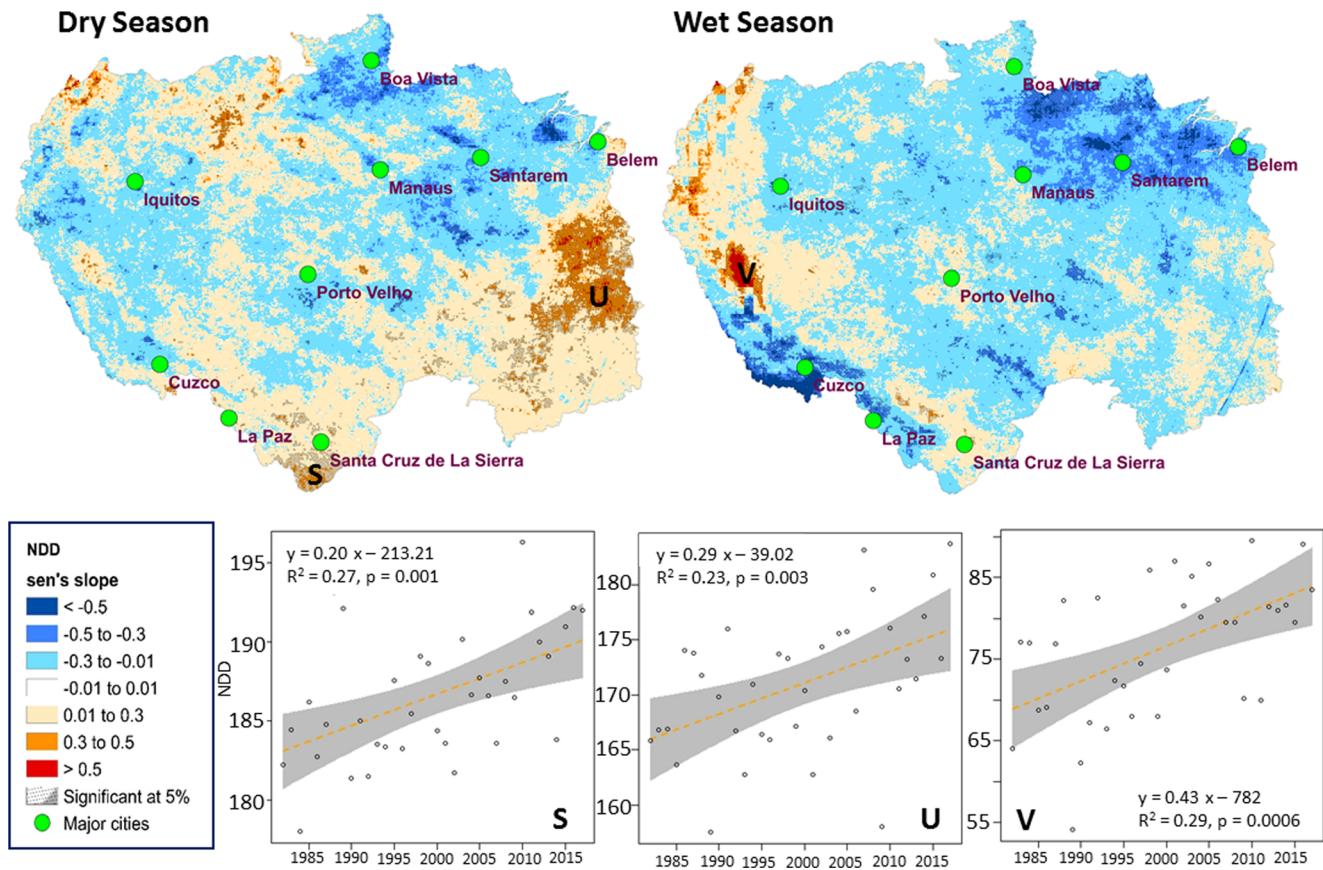 Dry Season
Wet Season
Boa Vista
Belem
Santarem
Manaus
Iquitos
Porto Velho
U
Cuzco
La Paz
Santa Cruz de La Sierra
S
Boa Vista
Belem
Santarem
Manaus
Iquitos
V
Porto Velho
Cuzco
La Paz
Santa Cruz de La Sierra
NDD
sen's slope
< -0.5
-0.5 to -0.3
-0.3 to -0.01
-0.01 to 0.01
0.01 to 0.3
0.3 to 0.5
> 0.5
Significant at 5%
Major cities
y = 0.20 x – 213.21
R² = 0.27, p = 0.001
NDD
195
190
185
180
S
1985 1990 1995 2000 2005 2010 2015
y = 0.29 x – 39.02
R² = 0.23, p = 0.003
180
175
170
165
160
U
1985 1990 1995 2000 2005 2010 2015
85
75
65
55
y = 0.43 x – 782
R² = 0.29, p = 0.0006
V
1985 1990 1995 2000 2005 2010 2015